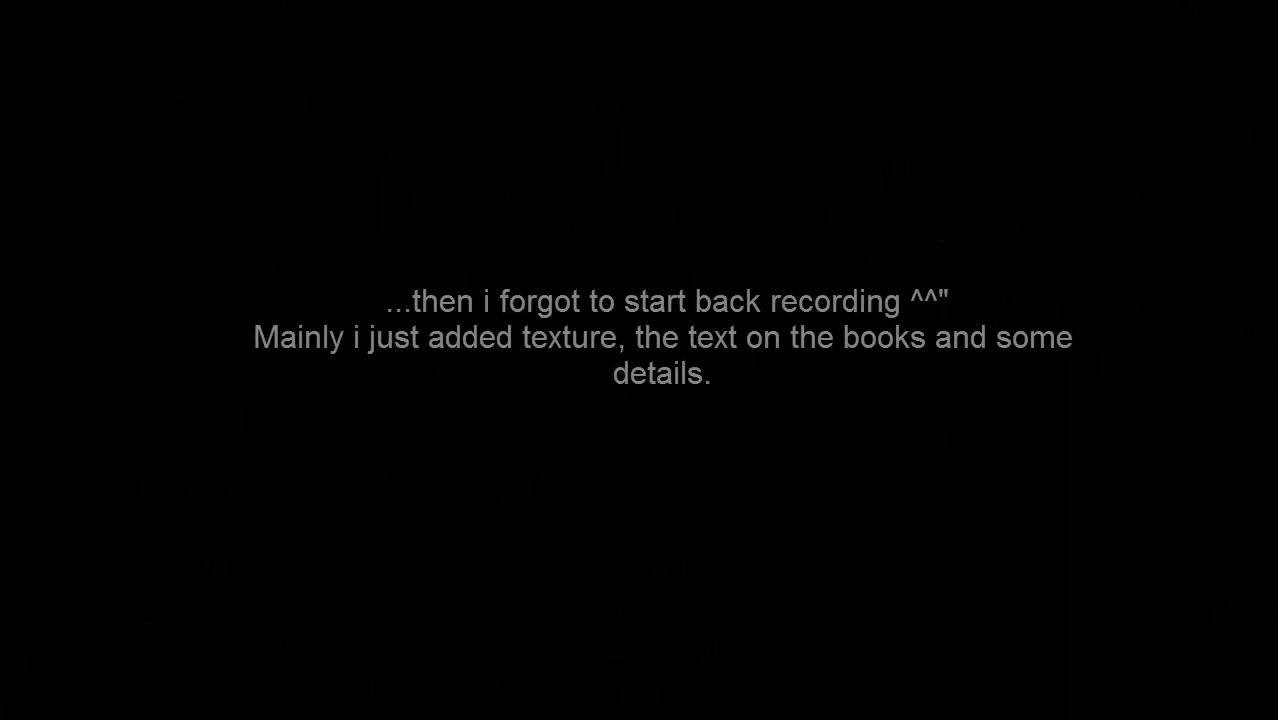 ...then i forgot to start back recording ^^"
Mainly i just added texture, the text on the books and some
details.